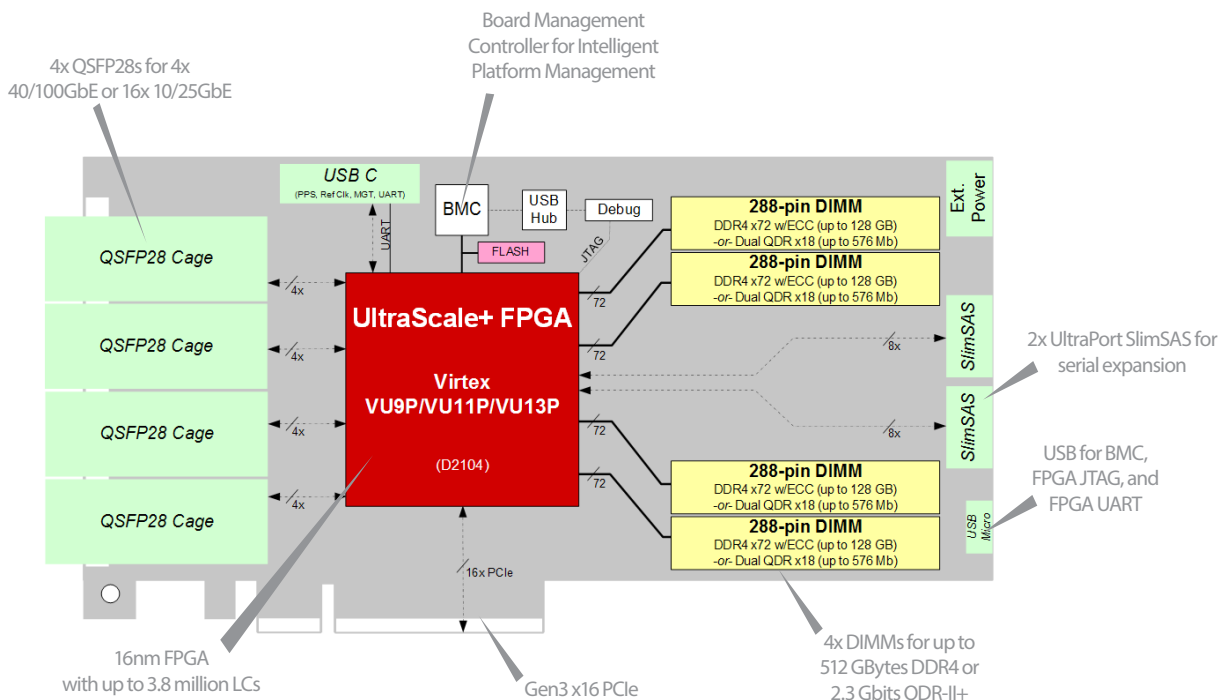 Board Management
Controller for Intelligent
Platform Management
4x QSFP28s for 4x
40/100GbE or 16x 10/25GbE
USB C
(PPS, Ref Clk, MGT, UART)
UART
BMC
USB
Hub
Debug
FLASH
JTAG
Ext.
Power
288-pin DIMM
DDR4 x72 w/ECC (up to 128 GB)
-or- Dual QDR x18 (up to 576 Mb)
288-pin DIMM
DDR4 x72 w/ECC (up to 128 GB)
-or- Dual QDR x18 (up to 576 Mb)
QSFP28 Cage
QSFP28 Cage
QSFP28 Cage
QSFP28 Cage
4x
4x
4x
4x
UltraScale+ FPGA
Virtex
VU9P/VU11P/VU13P
(D2104)
72
72
72
72
8x
8x
SlimSAS
SlimSAS
2x UltraPort SlimSAS for
serial expansion
USB
Micro
USB for BMC,
FPGA JTAG, and
FPGA UART
288-pin DIMM
DDR4 x72 w/ECC (up to 128 GB)
-or- Dual QDR x18 (up to 576 Mb)
288-pin DIMM
DDR4 x72 w/ECC (up to 128 GB)
-or- Dual QDR x18 (up to 576 Mb)
16x PCIe
16nm FPGA
with up to 3.8 million LCs
Gen3 x16 PCIe
4x DIMMs for up to
512 GBytes DDR4 or
2.3 Gbits QDR-II+